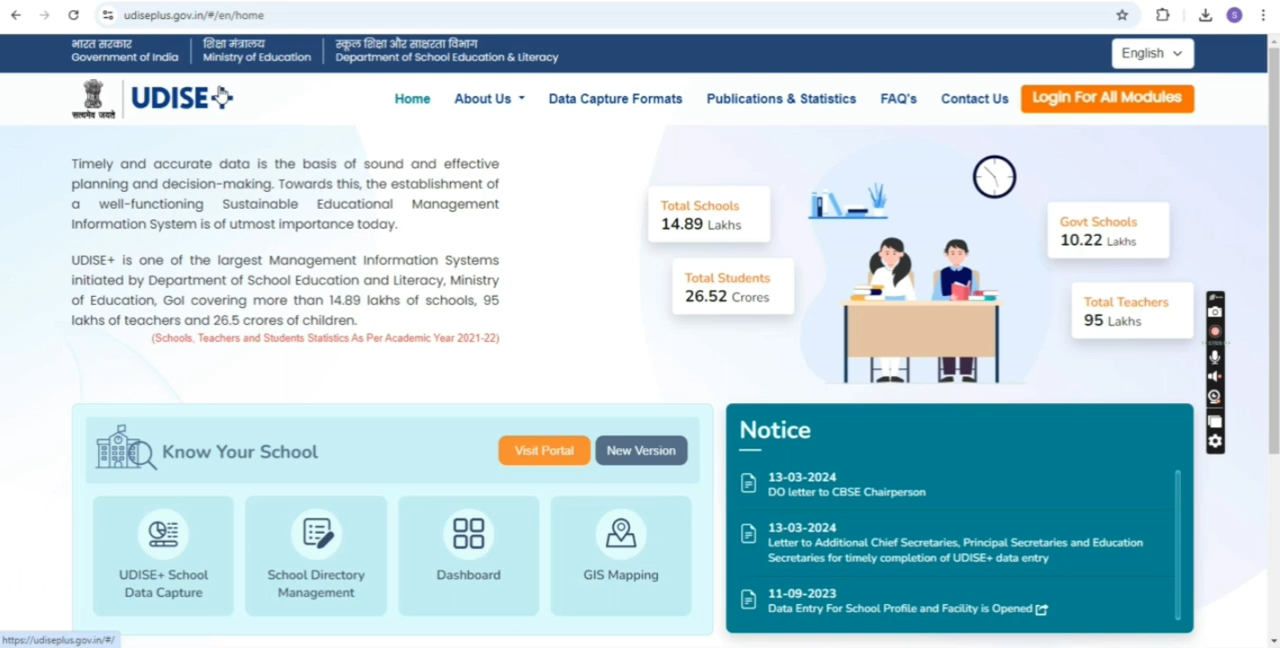 udiseplus.gov.in/#/en/home
S
भारत सरकार
Government of India
शिक्षा मंत्रालय
Ministry of Education
स्कूल शिक्षा और साक्षरता विभाग
Department of School Education & Literacy
English
सत्यमेव जयते
UDISE+
Home
About Us
Data Capture Formats
Publications & Statistics
FAQ's
Contact Us
Login For All Modules
Timely and accurate data is the basis of sound and effective
planning and decision-making. Towards this, the establishment of
a well-functioning Sustainable Educational Management
Information System is of utmost importance today.
UDISE+ is one of the largest Management Information Systems
initiated by Department of School Education and Literacy, Ministry
of Education, GoI covering more than 14.89 lakhs of schools, 95
lakhs of teachers and 26.5 crores of children.
(Schools, Teachers and Students Statistics As Per Academic Year 2021-22)
Total Schools
14.89 Lakhs
Total Students
26.52 Crores
Govt Schools
10.22 Lakhs
Total Teachers
95 Lakhs
Know Your School
Visit Portal
New Version
UDISE+ School
Data Capture
School Directory
Management
Dashboard
GIS Mapping
Notice
13-03-2024
DO letter to CBSE Chairperson
13-03-2024
Letter to Additional Chief Secretaries, Principal Secretaries and Education
Secretaries for timely completion of UDISE+ data entry
11-09-2023
Data Entry For School Profile and Facility is Opened
https://udiseplus.gov.in/#/